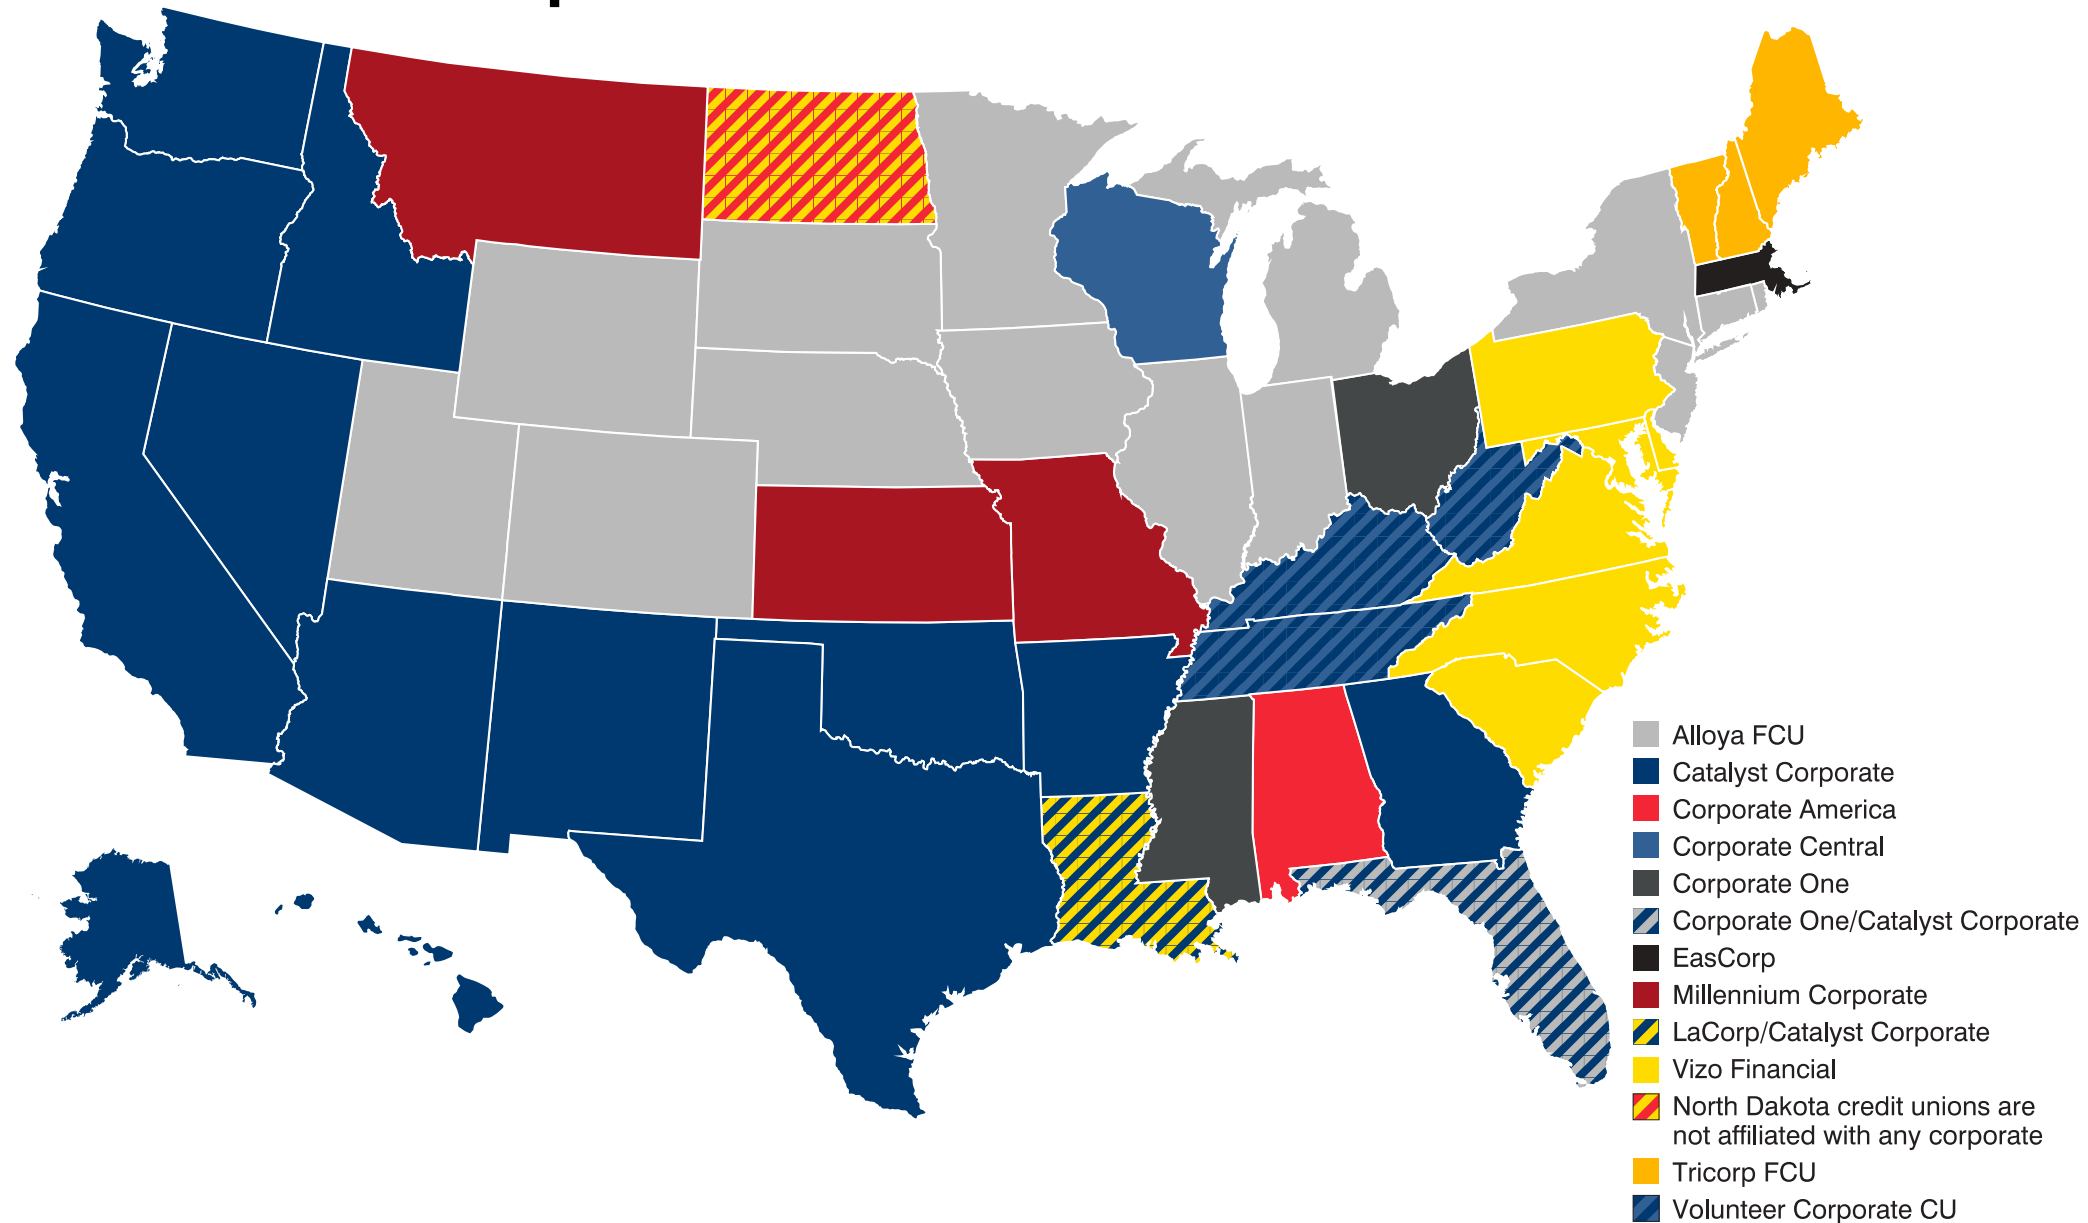 Alloya FCU
Catalyst Corporate
Corporate America
Corporate Central
Corporate One
Corporate One/Catalyst Corporate
EasCorp
Millennium Corporate
LaCorp/Catalyst Corporate
Vizo Financial
North Dakota credit unions are
not affiliated with any corporate
Tricorp FCU
Volunteer Corporate CU